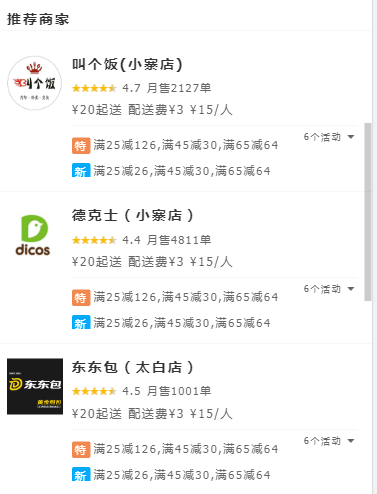 推荐商家
叫个饭
叫个饭(小寨店)
4.7 月售2127单
¥20起送 配送费¥3 ¥15/人
特 满25减126,满45减30,满65减64
6个活动
新 满25减26,满45减30,满65减64
dicos
德克士（小寨店）
4.4 月售4811单
¥20起送 配送费¥3 ¥15/人
特 满25减126,满45减30,满65减64
6个活动
新 满25减26,满45减30,满65减64
东东包
东东包（太白店）
4.5 月售1001单
¥20起送 配送费¥3 ¥15/人
特 满25减126,满45减30,满65减64
6个活动
新 满25减26,满45减30,满65减64